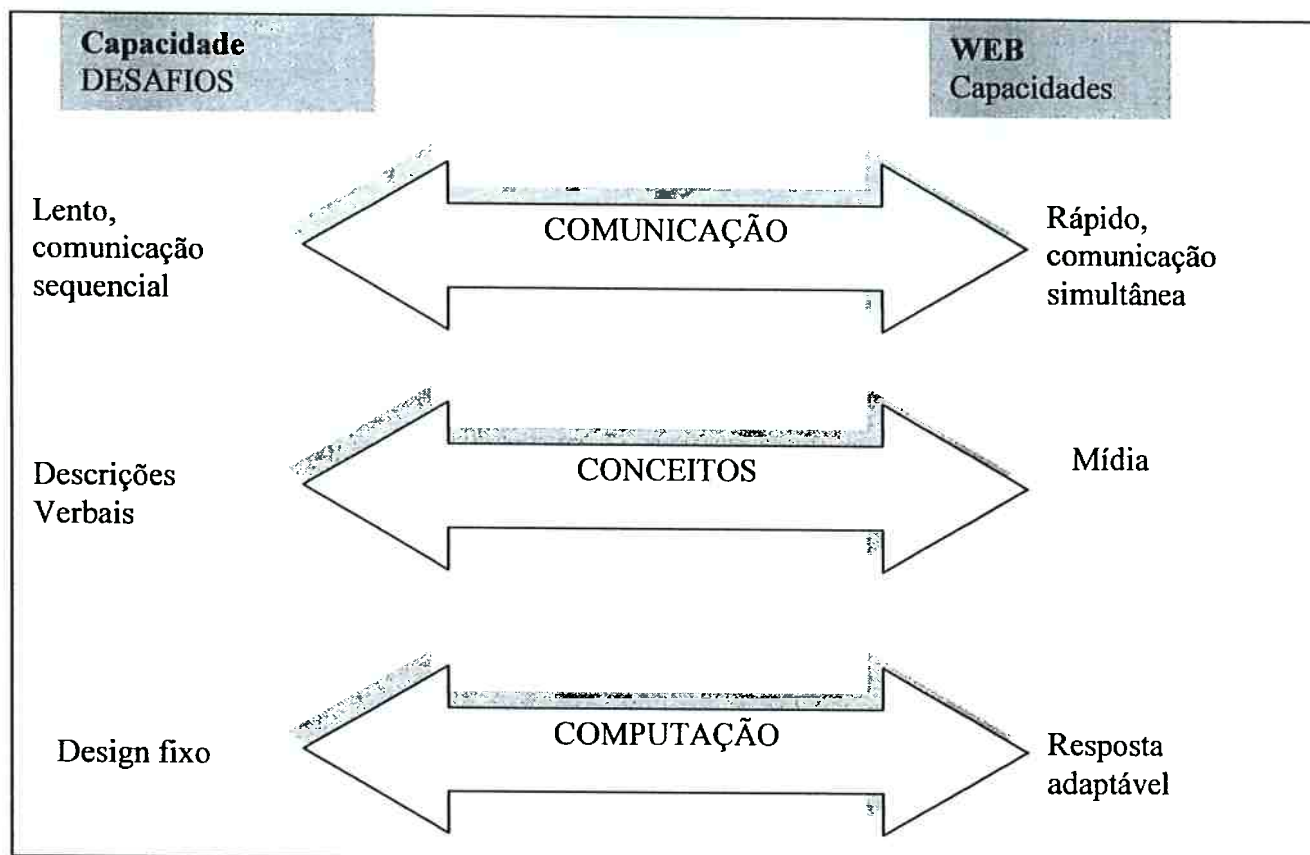 Capacidade
DESAFIOS
WEB
Capacidades
Lento,
comunicação
sequencial
COMUNICAÇÃO
Rápido,
comunicação
simultânea
Descrições
Verbais
CONCEITOS
Mídia
Design fixo
COMPUTAÇÃO
Resposta
adaptável